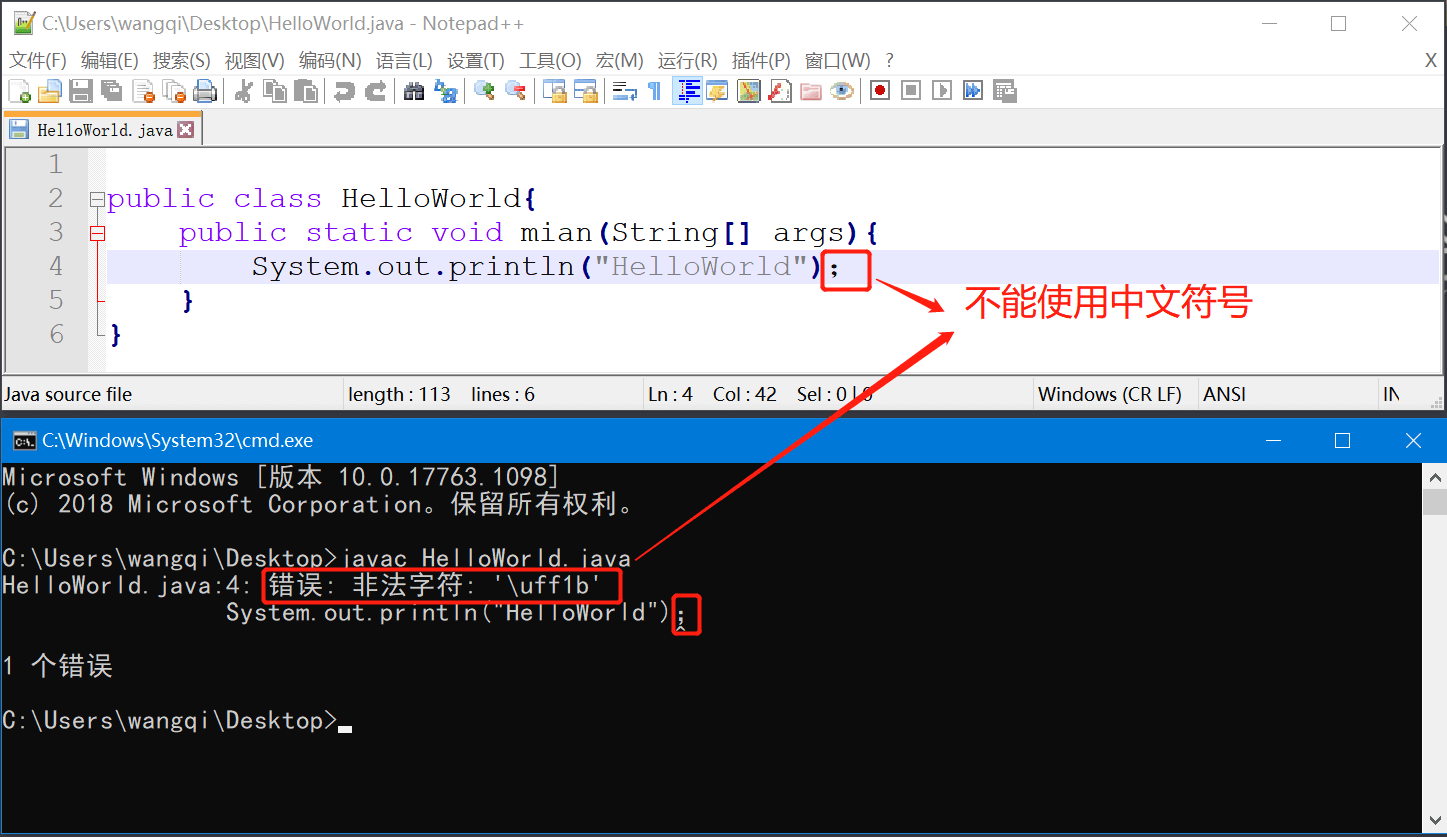 C:\Users\wangqi\Desktop\HelloWorld.java - Notepad++
文件(F) 编辑(E) 搜索(S) 视图(V) 编码(N) 语言(L) 设置(T) 工具(O) 宏(M) 运行(R) 插件(P) 窗口(W) ? X
HelloWorld.java
1
2 public class HelloWorld{
3 public static void mian(String[] args){
4 System.out.println("HelloWorld")；
5 }
6 }
不能使用中文符号
Java source file length : 113 lines : 6 Ln : 4 Col : 42 Sel : 0 | 0 Windows (CR LF) ANSI IN
C:\Windows\System32\cmd.exe
Microsoft Windows [版本 10.0.17763.1098]
(c) 2018 Microsoft Corporation。保留所有权利。
C:\Users\wangqi\Desktop>javac HelloWorld.java
HelloWorld.java:4: 错误: 非法字符: '\uff1b'
System.out.println("HelloWorld")；
^
1 个错误
C:\Users\wangqi\Desktop>